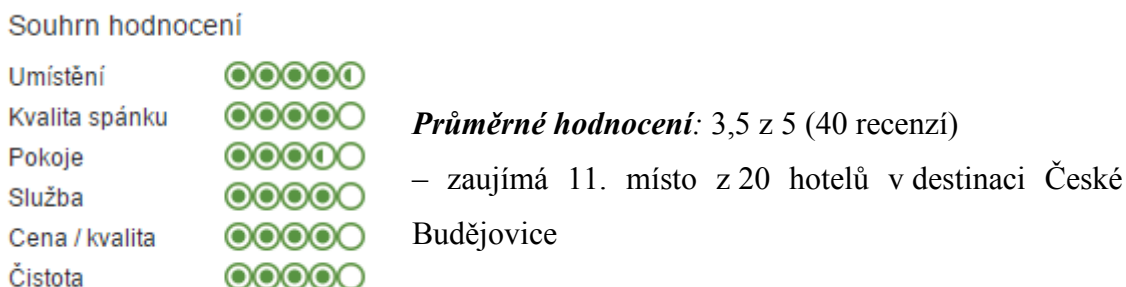 Souhrn hodnocení
Umístění
Kvalita spánku
Pokoje
Služba
Cena / kvalita
Čistota
Průměrné hodnocení: 3,5 z 5 (40 recenzí)
– zaujímá 11. místo z 20 hotelů v destinaci České
Budějovice